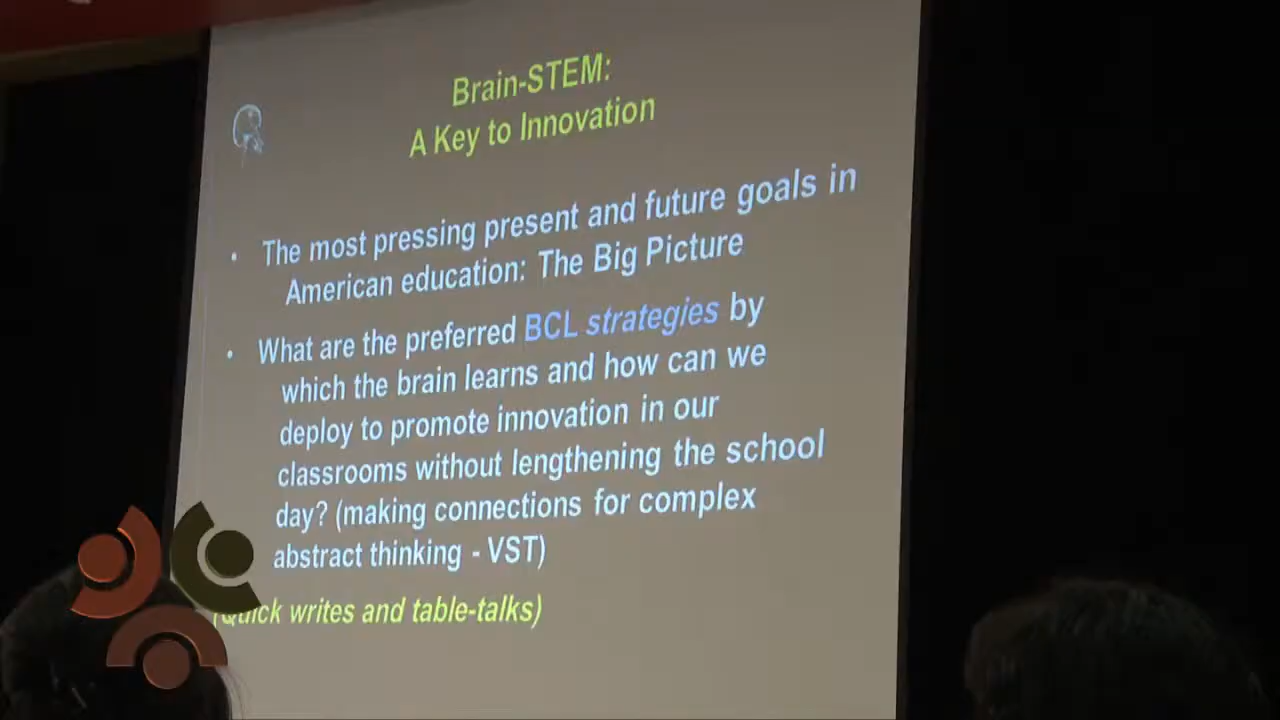 Brain-STEM:
A Key to Innovation
• The most pressing present and future goals in
American education: The Big Picture
• What are the preferred BCL strategies by
which the brain learns and how can we
deploy to promote innovation in our
classrooms without lengthening the school
day? (making connections for complex
abstract thinking - VST)
(Quick writes and table-talks)